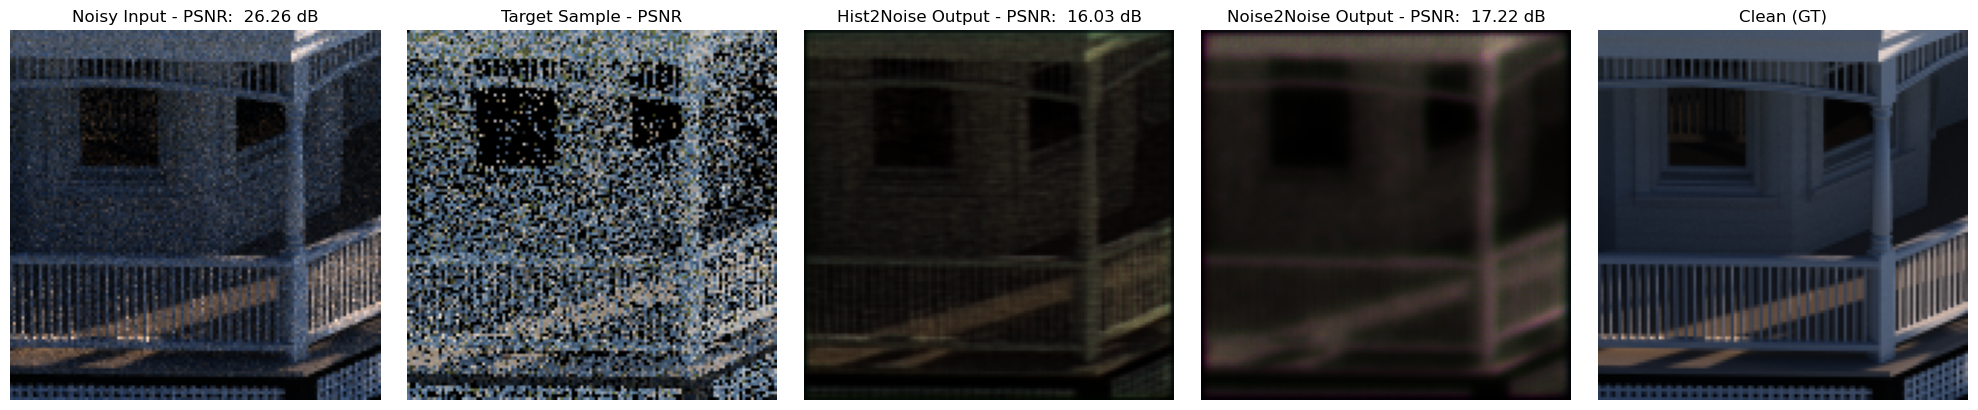 Noisy Input - PSNR:  26.26 dB
Target Sample - PSNR
Hist2Noise Output - PSNR:  16.03 dB
Noise2Noise Output - PSNR:  17.22 dB
Clean (GT)